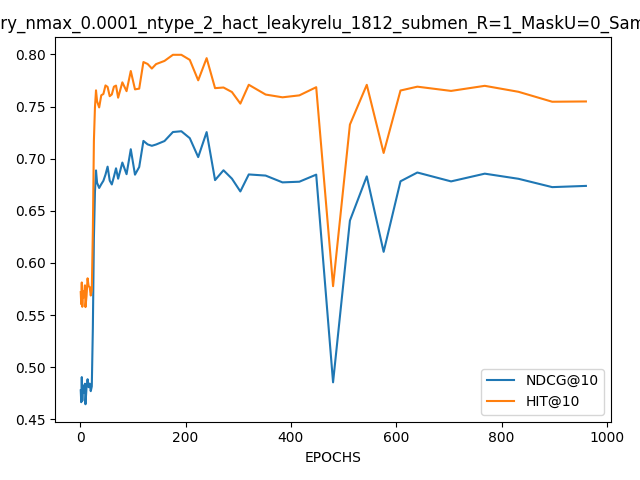 ry_nmax_0.0001_ntype_2_hact_leakyrelu_1812_submen_R=1_MaskU=0_Sam
0.80
0.75
0.70
0.65
0.60
0.55
0.50
0.45
NDCG@10
HIT@10
0 200 400 600 800 1000
EPOCHS